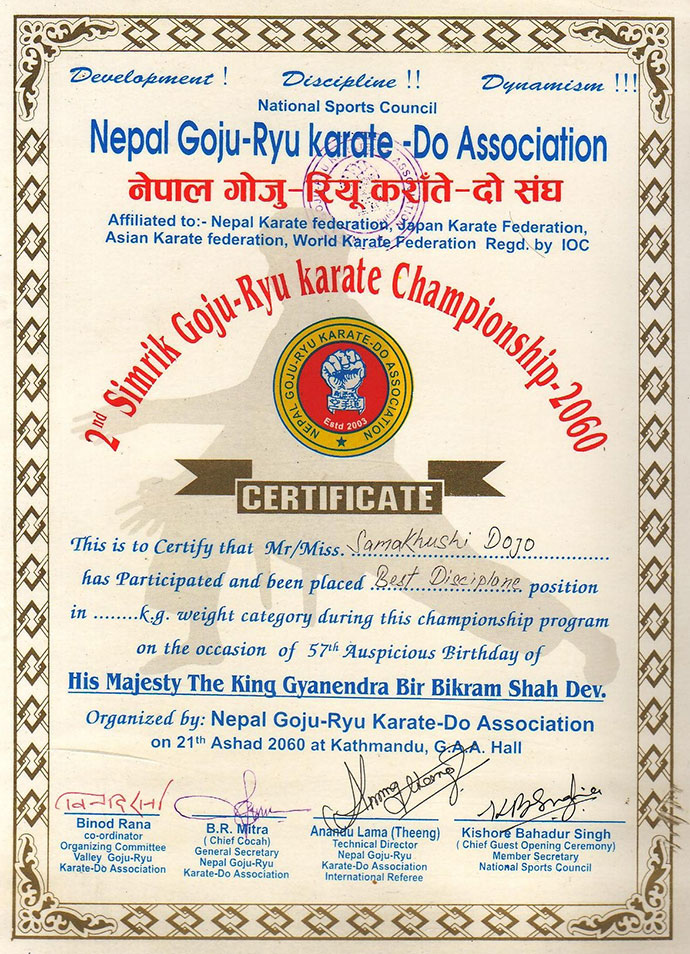 Development ! Discipline !! Dynamism !!!
National Sports Council
Nepal Goju-Ryu karate -Do Association
नेपाल गोजु-रियू कराँते-दो संघ
Affiliated to:- Nepal Karate federation, Japan Karate Federation,
Asian Karate federation, World Karate Federation Regd. by IOC
2nd Simrik Goju-Ryu karate Championship-2060
NEPAL GOJU-RYU KARATE-DO ASSOCIATION
空手道
Estd 2003
CERTIFICATE
This is to Certify that Mr/Miss. Samakhushi Dojo
has Participated and been placed Best Disciplane position
in ........k.g. weight category during this championship program
on the occasion of 57th Auspicious Birthday of
His Majesty The King Gyanendra Bir Bikram Shah Dev.
Organized by: Nepal Goju-Ryu Karate-Do Association
on 21th Ashad 2060 at Kathmandu, G.A.A. Hall
Binod Rana
co-ordinator
Organizing Committee
Valley Goju-Ryu
Karate-Do Association
B.R. Mitra
( Chief Cocah)
General Secretary
Nepal Goju-Ryu
Karate-Do Association
Anandu Lama (Theeng)
Technical Director
Nepal Goju-Ryu
Karate-Do Association
International Referee
Kishore Bahadur Singh
( Chief Guest Opening Ceremony)
Member Secretary
National Sports Council